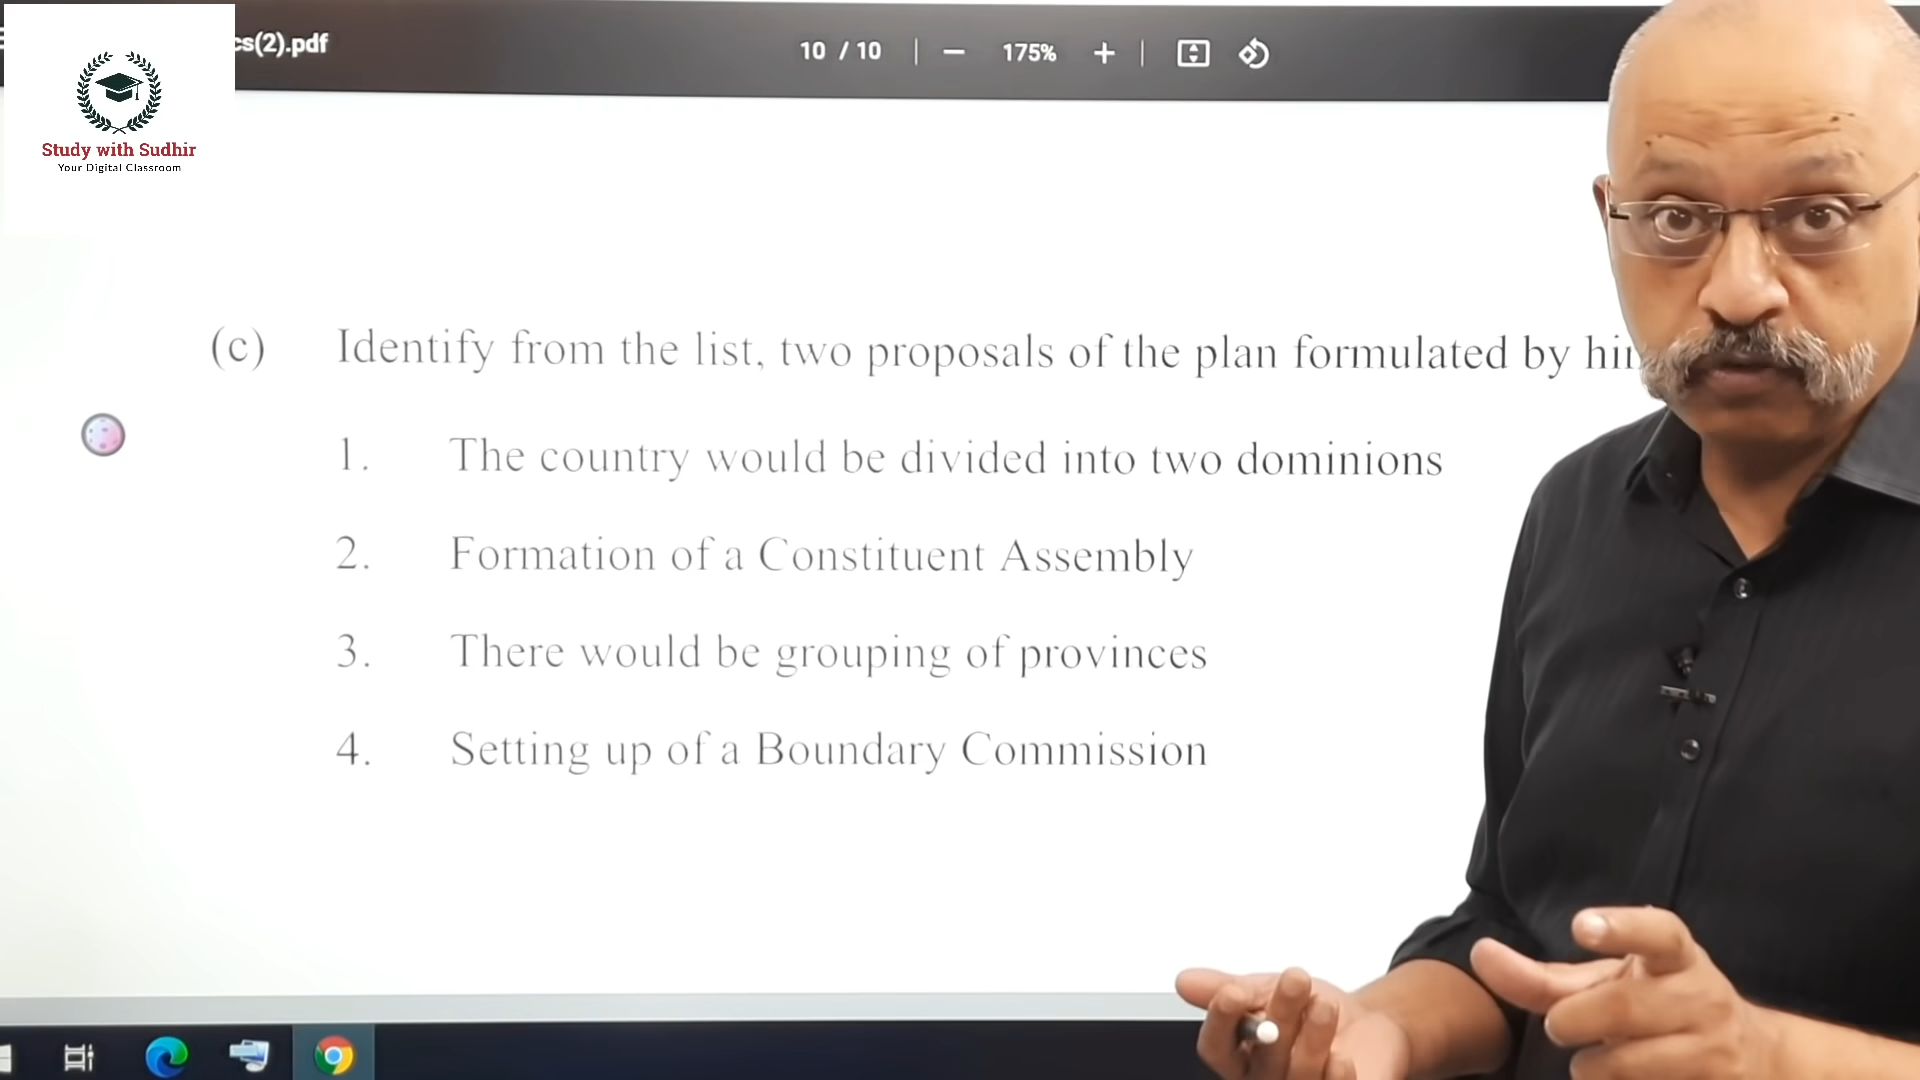 cs(2).pdf
10 / 10
175%
Study with Sudhir
Your Digital Classroom
(c) Identify from the list, two proposals of the plan formulated by
1. The country would be divided into two dominions
2. Formation of a Constituent Assembly
3. There would be grouping of provinces
4. Setting up of a Boundary Commission